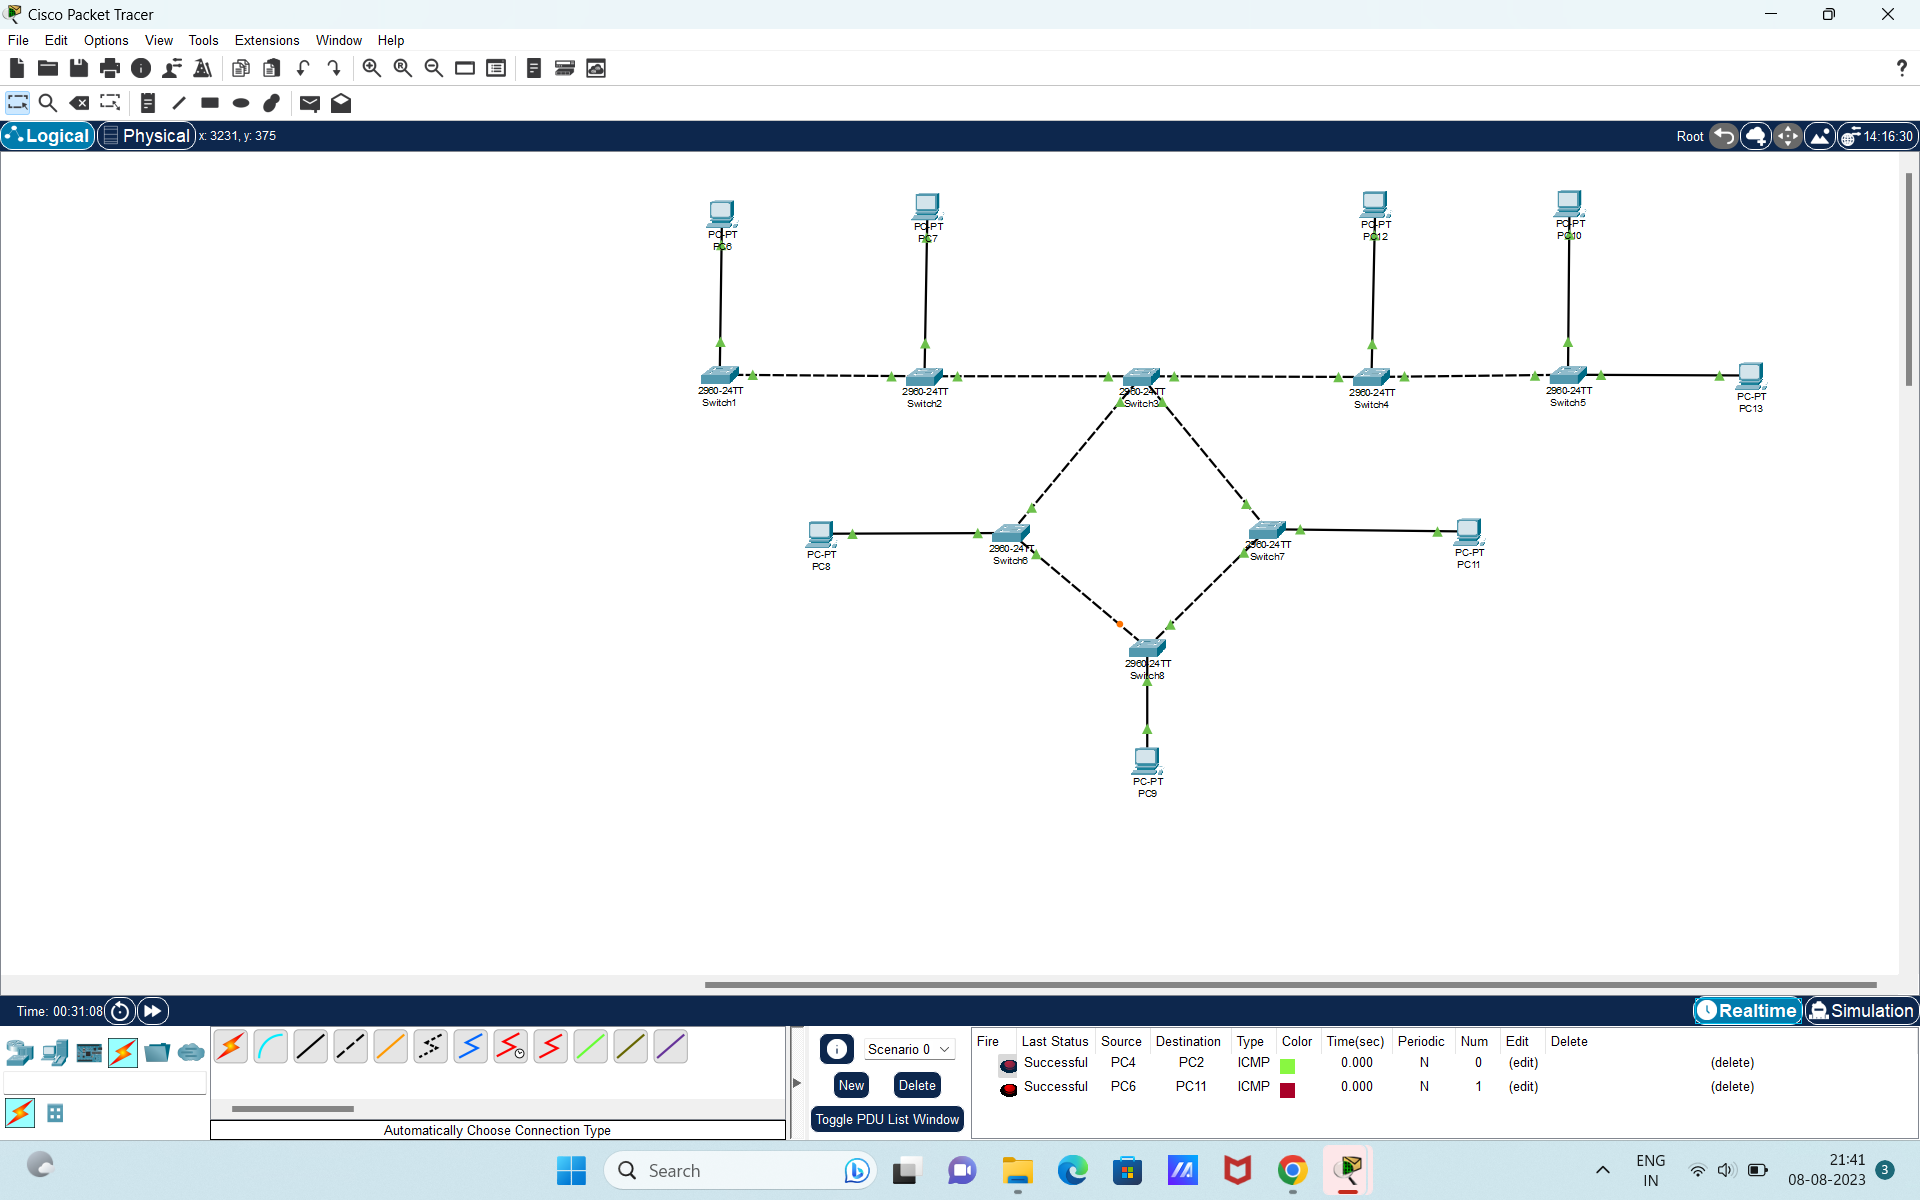 Cisco Packet Tracer
File Edit Options View Tools Extensions Window Help
?
Logical Physical x: 3231, y: 375 Root 14:16:30
PC-PT
PC6
PC-PT
PC7
PC-PT
PC12
PC-PT
PC10
2960-24TT
Switch1
2960-24TT
Switch2
2960-24TT
Switch3
2960-24TT
Switch4
2960-24TT
Switch5
PC-PT
PC13
PC-PT
PC8
2960-24TT
Switch6
2960-24TT
Switch7
PC-PT
PC11
2960-24TT
Switch8
PC-PT
PC9
Time: 00:31:08 Realtime Simulation
Scenario 0
New Delete
Toggle PDU List Window
Fire Last Status Source Destination Type Color Time(sec) Periodic Num Edit Delete
Successful PC4 PC2 ICMP 0.000 N 0 (edit) (delete)
Successful PC6 PC11 ICMP 0.000 N 1 (edit) (delete)
Automatically Choose Connection Type
Search
ENG
IN
21:41
08-08-2023
3